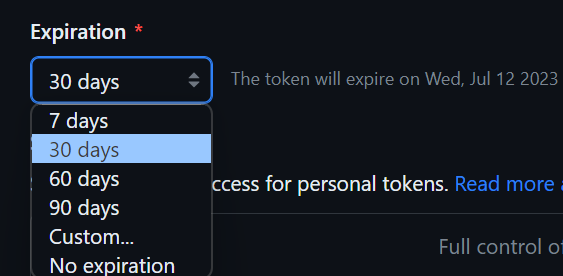 Expiration *
30 days
The token will expire on Wed, Jul 12 2023
7 days
30 days
60 days
ccess for personal tokens. Read more a
90 days
Custom...
Full control of
No expiration